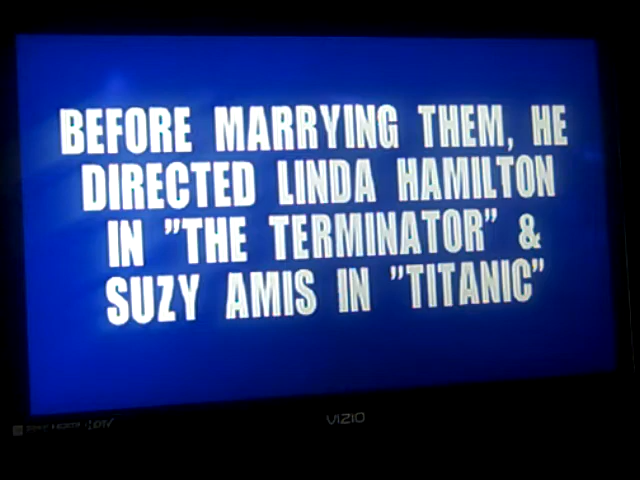 BEFORE MARRYING THEM, HE
DIRECTED LINDA HAMILTON
IN "THE TERMINATOR" &
SUZY AMIS IN "TITANIC"
VIZIO